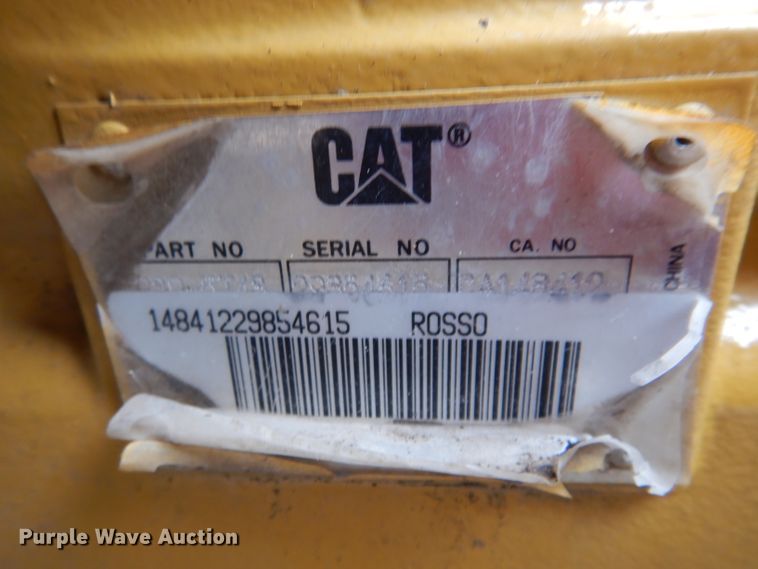 CAT®
PART NO SERIAL NO CA. NO
CHINA
14841229854615 ROSSO
Purple Wave Auction